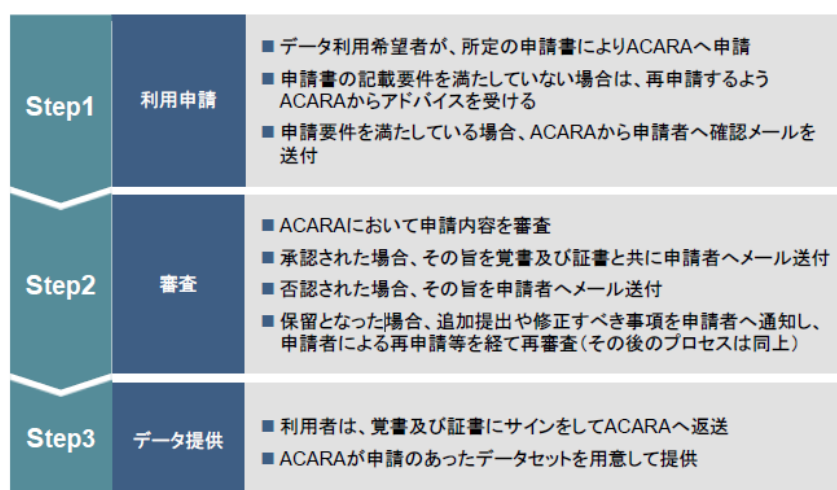 Step1
利用申請
■ データ利用希望者が、所定の申請書によりACARAへ申請
■ 申請書の記載要件を満たしていない場合は、再申請するよう
ACARAからアドバイスを受ける
■ 申請要件を満たしている場合、ACARAから申請者へ確認メールを
送付
Step2
審査
■ ACARAにおいて申請内容を審査
■ 承認された場合、その旨を覚書及び証書と共に申請者へメール送付
■ 否認された場合、その旨を申請者へメール送付
■ 保留となった場合、追加提出や修正すべき事項を申請者へ通知し、
申請者による再申請等を経て再審査（その後のプロセスは同上）
Step3
データ提供
■ 利用者は、覚書及び証書にサインをしてACARAへ返送
■ ACARAが申請のあったデータセットを用意して提供